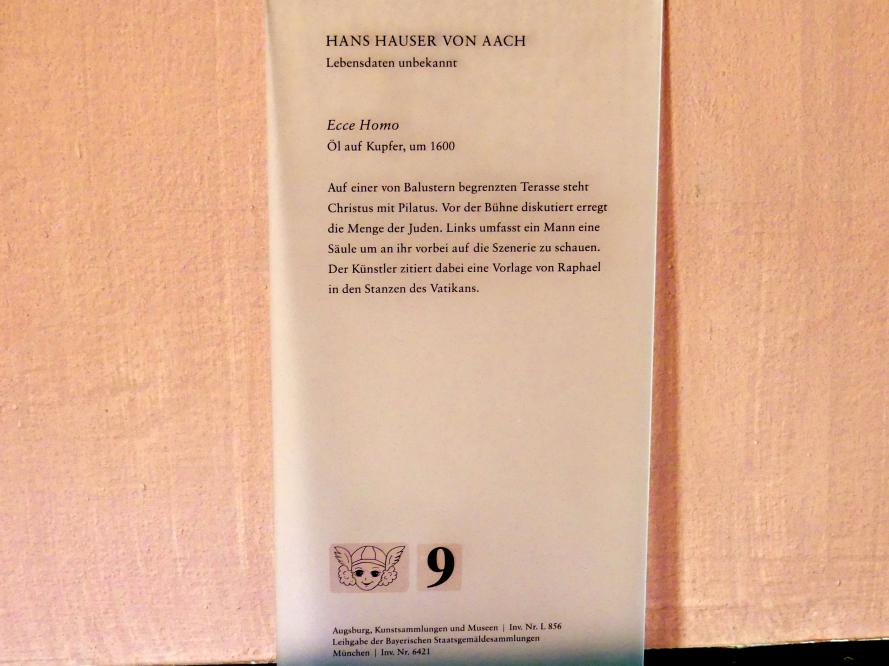 HANS HAUSER VON AACH
Lebensdaten unbekannt
Ecce Homo
Öl auf Kupfer, um 1600
Auf einer von Balustern begrenzten Terasse steht
Christus mit Pilatus. Vor der Bühne diskutiert erregt
die Menge der Juden. Links umfasst ein Mann eine
Säule um an ihr vorbei auf die Szenerie zu schauen.
Der Künstler zitiert dabei eine Vorlage von Raphael
in den Stanzen des Vatikans.
9
Augsburg, Kunstsammlungen und Museen | Inv. Nr. L 856
Leihgabe der Bayerischen Staatsgemäldesammlungen
München | Inv. Nr. 6421